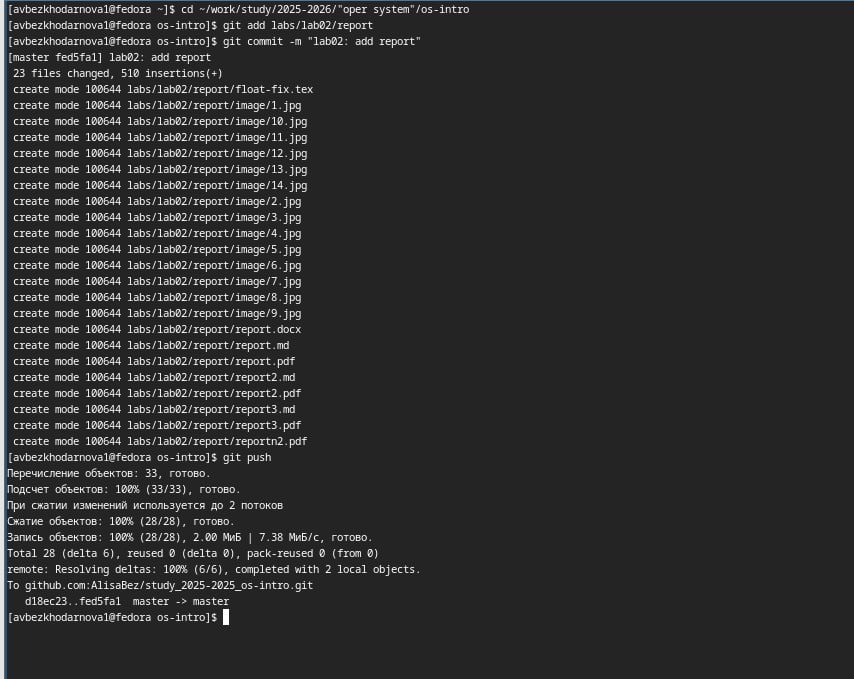 [avbezkhodarnova1@fedora ~]$ cd ~/work/study/2025-2026/"oper system"/os-intro
[avbezkhodarnova1@fedora os-intro]$ git add labs/lab02/report
[avbezkhodarnova1@fedora os-intro]$ git commit -m "lab02: add report"
[master fed5fa1] lab02: add report
 23 files changed, 510 insertions(+)
 create mode 100644 labs/lab02/report/float-fix.tex
 create mode 100644 labs/lab02/report/image/1.jpg
 create mode 100644 labs/lab02/report/image/10.jpg
 create mode 100644 labs/lab02/report/image/11.jpg
 create mode 100644 labs/lab02/report/image/12.jpg
 create mode 100644 labs/lab02/report/image/13.jpg
 create mode 100644 labs/lab02/report/image/14.jpg
 create mode 100644 labs/lab02/report/image/2.jpg
 create mode 100644 labs/lab02/report/image/3.jpg
 create mode 100644 labs/lab02/report/image/4.jpg
 create mode 100644 labs/lab02/report/image/5.jpg
 create mode 100644 labs/lab02/report/image/6.jpg
 create mode 100644 labs/lab02/report/image/7.jpg
 create mode 100644 labs/lab02/report/image/8.jpg
 create mode 100644 labs/lab02/report/image/9.jpg
 create mode 100644 labs/lab02/report/report.docx
 create mode 100644 labs/lab02/report/report.md
 create mode 100644 labs/lab02/report/report.pdf
 create mode 100644 labs/lab02/report/report2.md
 create mode 100644 labs/lab02/report/report2.pdf
 create mode 100644 labs/lab02/report/report3.md
 create mode 100644 labs/lab02/report/report3.pdf
 create mode 100644 labs/lab02/report/reportn2.pdf
[avbezkhodarnova1@fedora os-intro]$ git push
Перечисление объектов: 33, готово.
Подсчет объектов: 100% (33/33), готово.
При сжатии изменений используется до 2 потоков
Сжатие объектов: 100% (28/28), готово.
Запись объектов: 100% (28/28), 2.00 МиБ | 7.38 МиБ/с, готово.
Total 28 (delta 6), reused 0 (delta 0), pack-reused 0 (from 0)
remote: Resolving deltas: 100% (6/6), completed with 2 local objects.
To github.com:AlisaBez/study_2025-2025_os-intro.git
   d18ec23..fed5fa1  master -> master
[avbezkhodarnova1@fedora os-intro]$